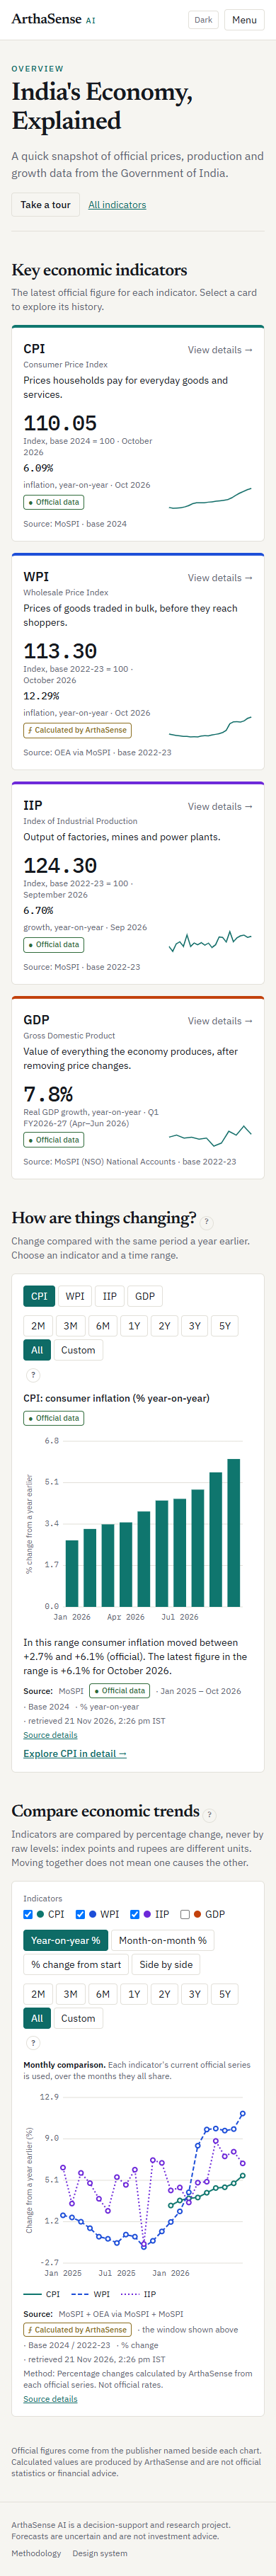 ArthaSense AI
Dark
Menu
OVERVIEW
India's Economy,
Explained
A quick snapshot of official prices, production and
growth data from the Government of India.
Take a tour
All indicators
Key economic indicators
The latest official figure for each indicator. Select a card
to explore its history.
CPI
View details →
Consumer Price Index
Prices households pay for everyday goods and
services.
110.05
Index, base 2024 = 100 · October
2026
6.09%
inflation, year-on-year · Oct 2026
● Official data
Source: MoSPI · base 2024
WPI
View details →
Wholesale Price Index
Prices of goods traded in bulk, before they reach
shoppers.
113.30
Index, base 2022-23 = 100 ·
October 2026
12.29%
inflation, year-on-year · Oct 2026
ƒ Calculated by ArthaSense
Source: OEA via MoSPI · base 2022-23
IIP
View details →
Index of Industrial Production
Output of factories, mines and power plants.
124.30
Index, base 2022-23 = 100 ·
September 2026
6.70%
growth, year-on-year · Sep 2026
● Official data
Source: MoSPI · base 2022-23
GDP
View details →
Gross Domestic Product
Value of everything the economy produces, after
removing price changes.
7.8%
Real GDP growth, year-on-year · Q1
FY2026-27 (Apr–Jun 2026)
● Official data
Source: MoSPI (NSO) National Accounts · base 2022-23
How are things changing? ?
Change compared with the same period a year earlier.
Choose an indicator and a time range.
CPI WPI IIP GDP
2M 3M 6M 1Y 2Y 3Y 5Y
All Custom
?
CPI: consumer inflation (% year-on-year)
● Official data
6.8
5.1
3.4
1.7
0.0
% change from a year earlier
Jan 2026 Apr 2026 Jul 2026
In this range consumer inflation moved between
+2.7% and +6.1% (official). The latest figure in the
range is +6.1% for October 2026.
Source: MoSPI ● Official data · Jan 2025 – Oct 2026
· Base 2024 · % year-on-year
· retrieved 21 Nov 2026, 2:26 pm IST
Source details
Explore CPI in detail →
Compare economic trends ?
Indicators are compared by percentage change, never by
raw levels: index points and rupees are different units.
Moving together does not mean one causes the other.
Indicators
CPI WPI IIP GDP
Year-on-year % Month-on-month %
% change from start Side by side
2M 3M 6M 1Y 2Y 3Y 5Y
All Custom
?
Monthly comparison. Each indicator's current official series
is used, over the months they all share.
12.9
9.0
5.1
1.2
-2.7
Change from a year earlier (%)
Jan 2025 Jul 2025 Jan 2026
CPI WPI IIP
Source: MoSPI + OEA via MoSPI + MoSPI
ƒ Calculated by ArthaSense · the window shown above
· Base 2024 / 2022-23 · % change
· retrieved 21 Nov 2026, 2:26 pm IST
Method: Percentage changes calculated by ArthaSense from
each official series. Not official rates.
Source details
Official figures come from the publisher named beside each chart.
Calculated values are produced by ArthaSense and are not official
statistics or financial advice.
ArthaSense AI is a decision-support and research project.
Forecasts are uncertain and are not investment advice.
Methodology Design system